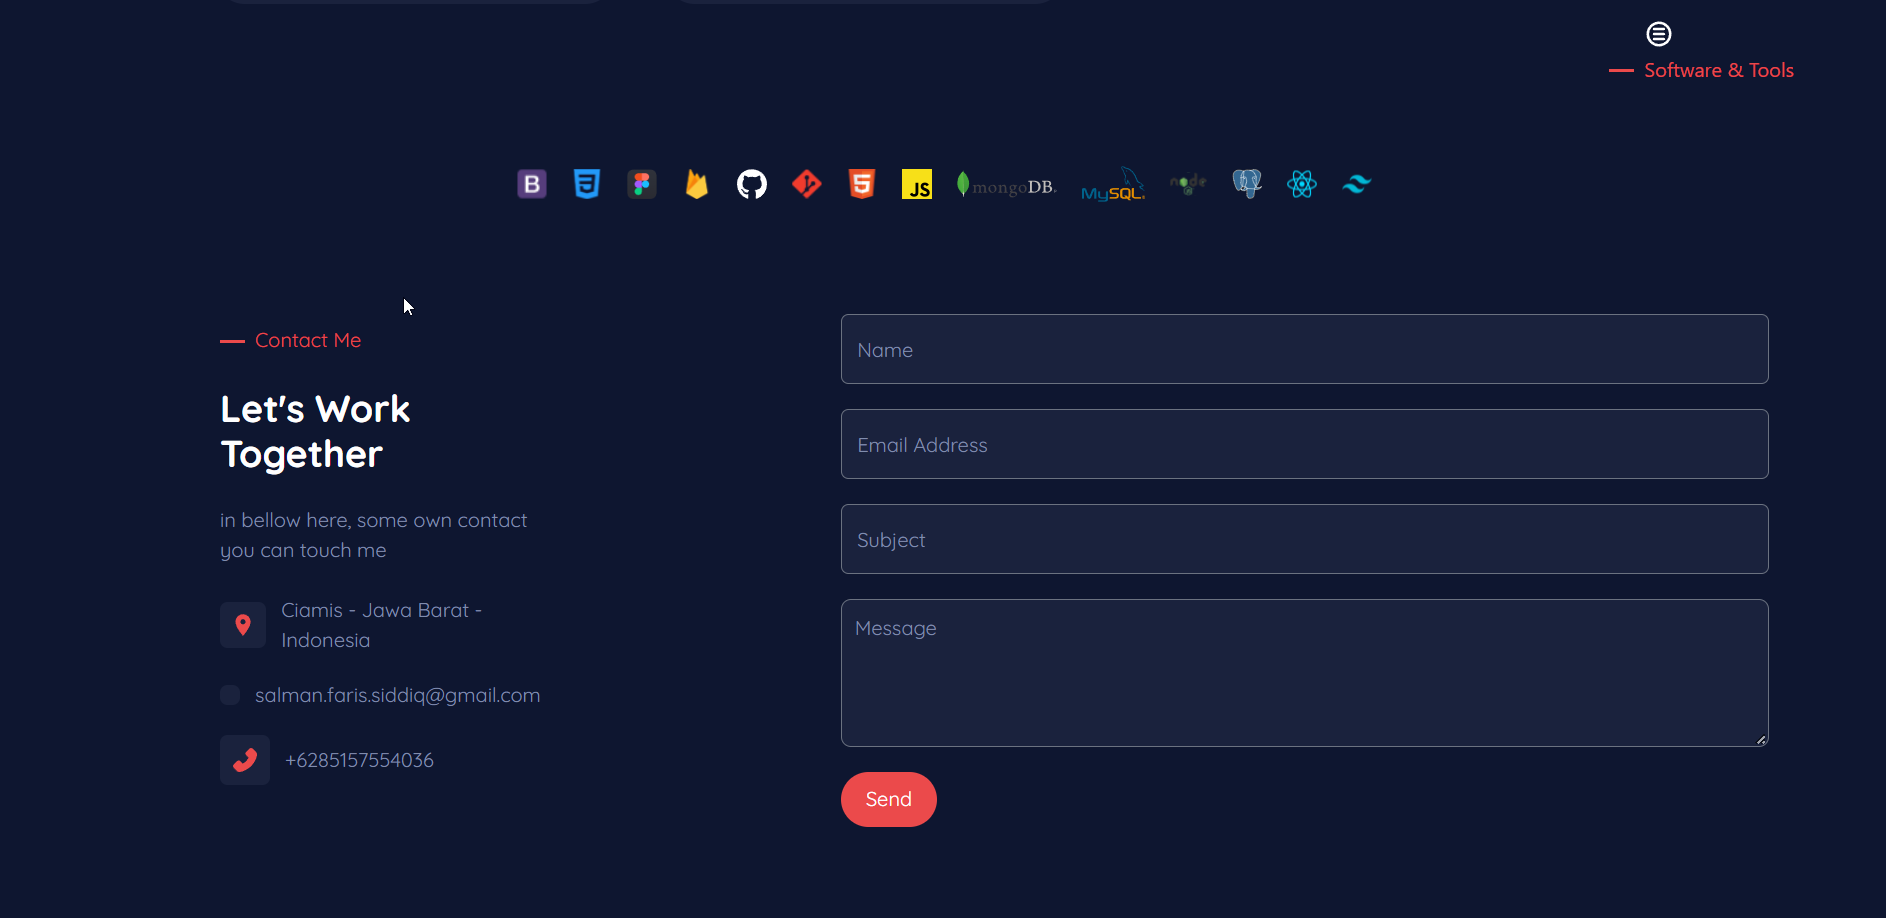 Software & Tools
B
JS
mongoDB.
MySQL.
node
Contact Me
Let's Work
Together
in bellow here, some own contact
you can touch me
Ciamis - Jawa Barat -
Indonesia
salman.faris.siddiq@gmail.com
+6285157554036
Name
Email Address
Subject
Message
Send